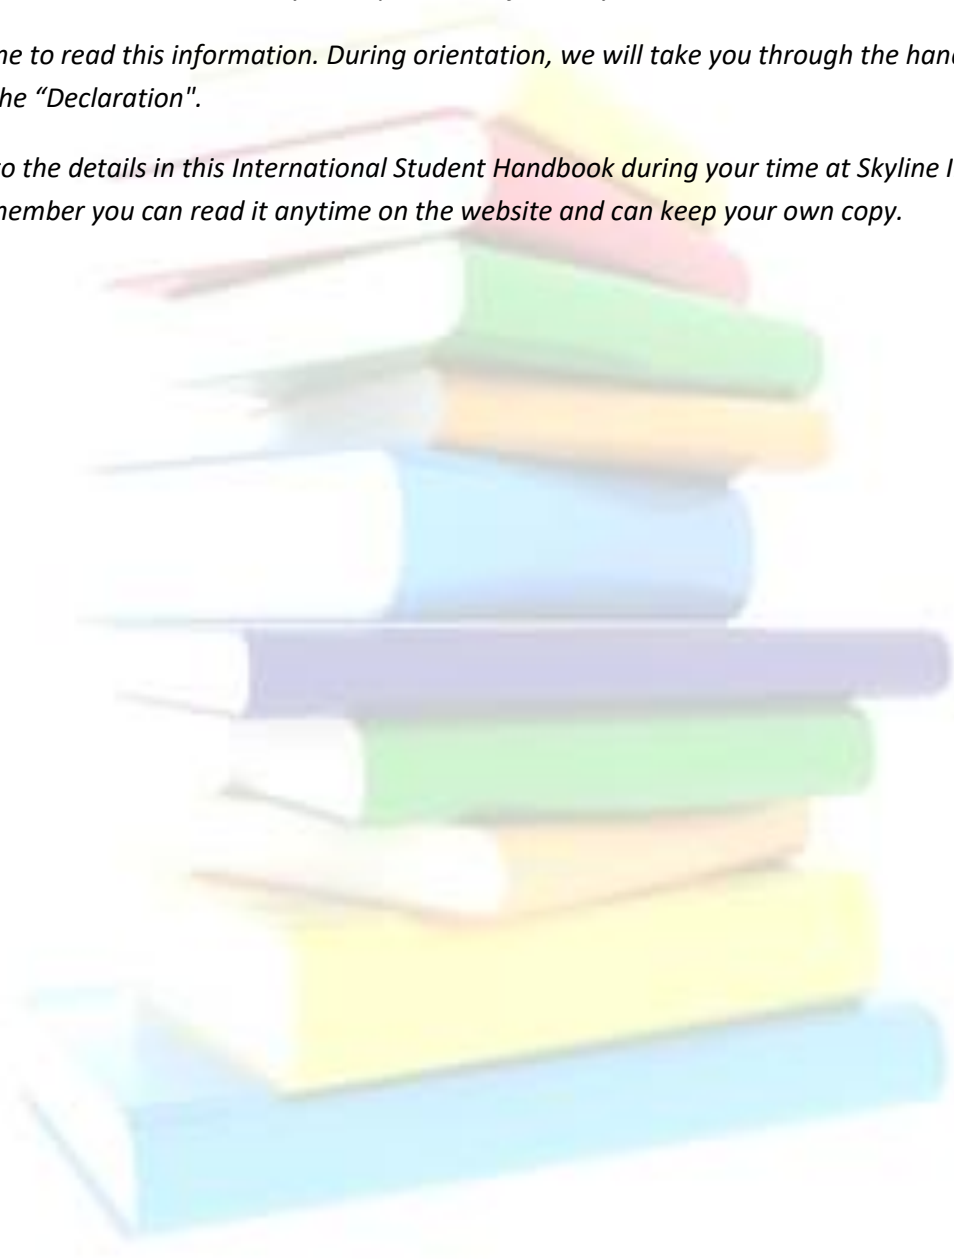 ne to read this information. During orientation, we will take you through the han
he “Declaration".
o the details in this International Student Handbook during your time at Skyline I
member you can read it anytime on the website and can keep your own copy.